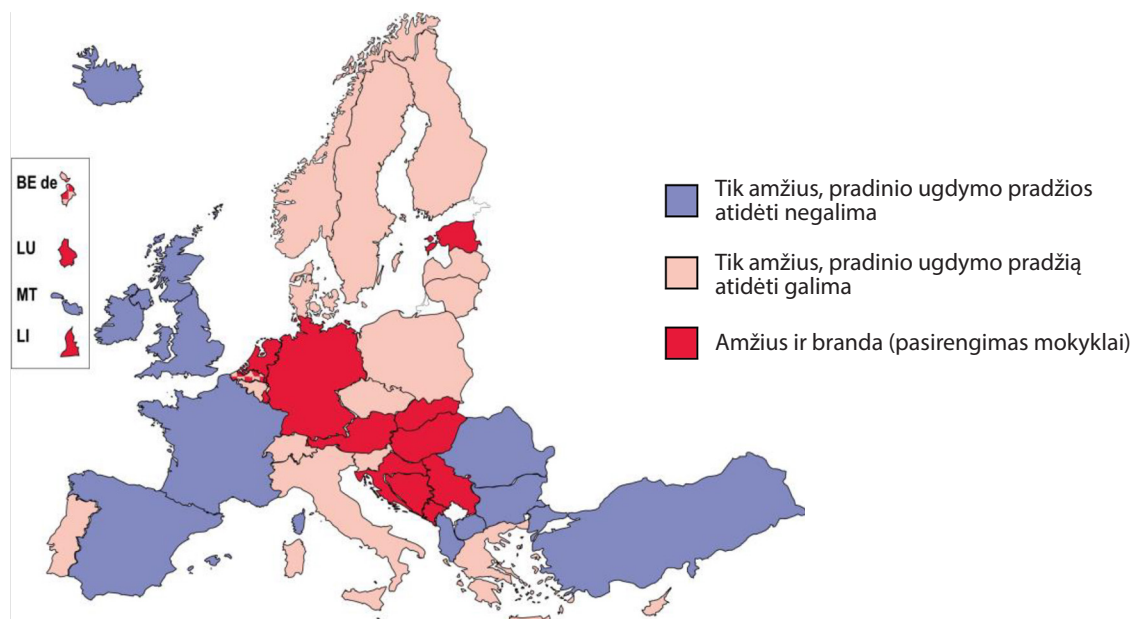 BE de
LU
MT
LI
Tik amžius, pradinio ugdymo pradžios
atidėti negalima
Tik amžius, pradinio ugdymo pradžią
atidėti galima
Amžius ir branda (pasirengimas mokyklai)